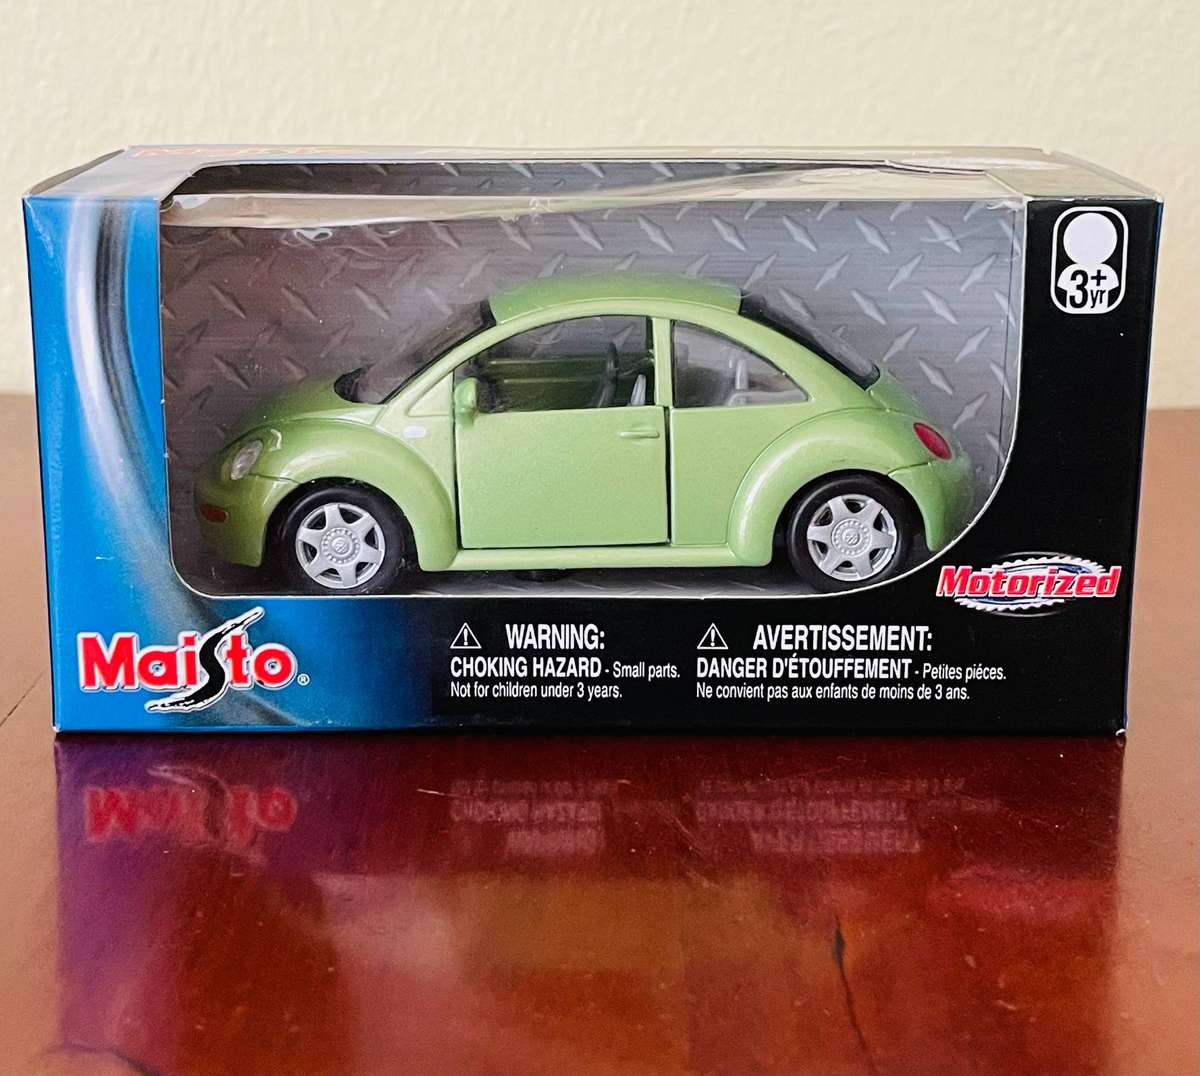 3+
yr
Motorized
Maisto®
WARNING:
CHOKING HAZARD - Small parts.
Not for children under 3 years.
AVERTISSEMENT:
DANGER D'ÉTOUFFEMENT - Petites piéces.
Ne convient pas aux enfants de moins de 3 ans.